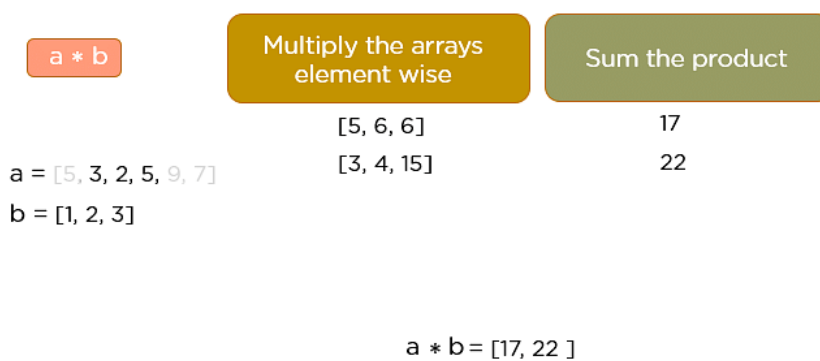 a * b
Multiply the arrays
element wise
Sum the product
[5, 6, 6]
17
[3, 4, 15]
22
a = [5, 3, 2, 5, 9, 7]
b = [1, 2, 3]
a * b = [17, 22 ]